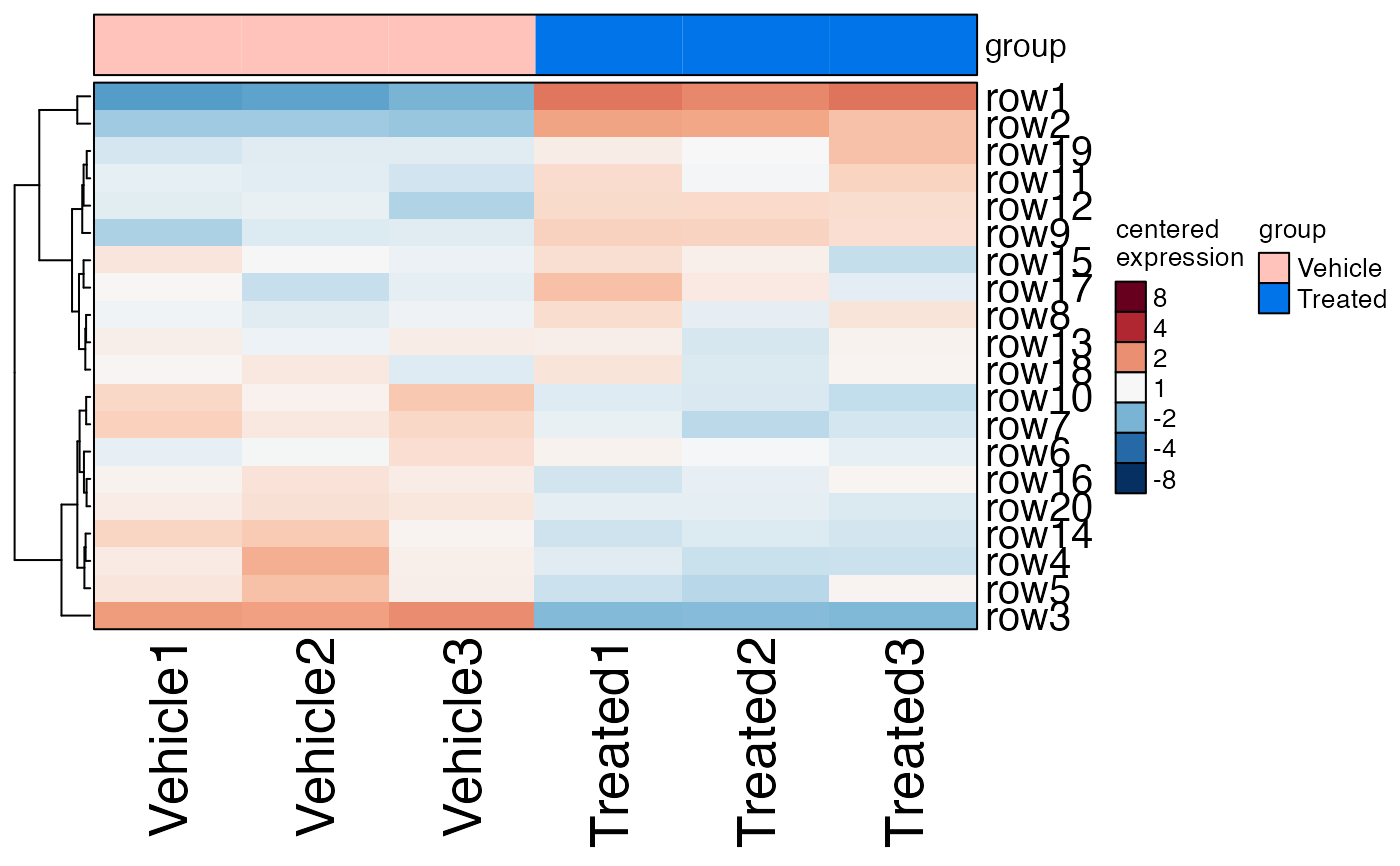 group
row1
row2
row19
row11
row12
row9
row15
row17
row8
row13
row18
row10
row7
row6
row16
row20
row14
row4
row5
row3
Vehicle1
Vehicle2
Vehicle3
Treated1
Treated2
Treated3
centered
expression
8
4
2
1
-2
-4
-8
group
Vehicle
Treated